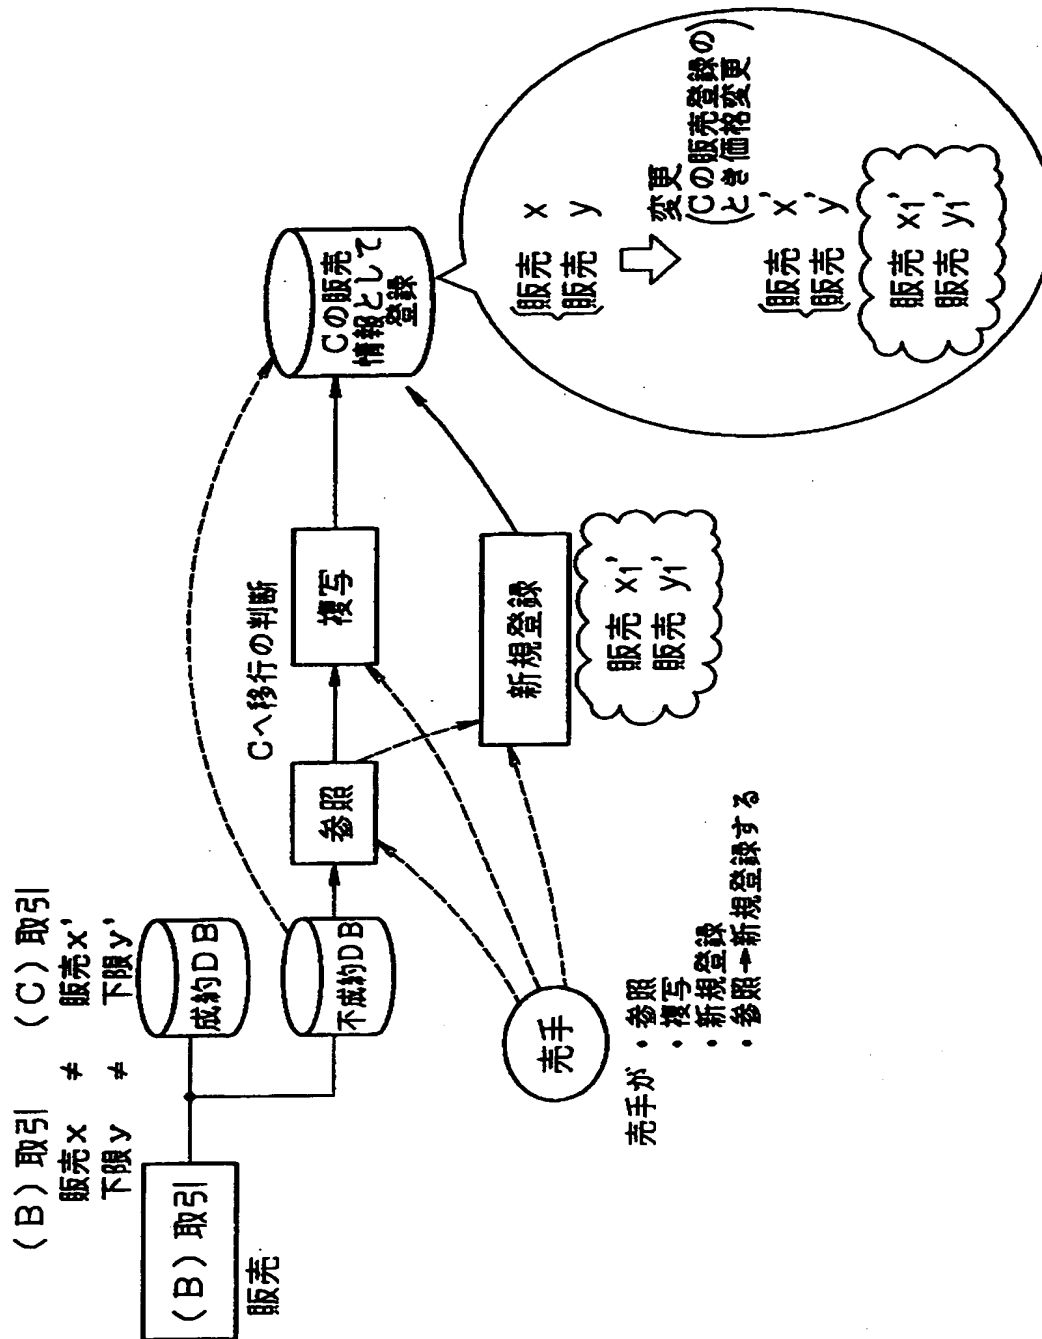 (B)取引 (C)取引
販売x ≠ 販売x'
下限y ≠ 下限y'
(B)取引
販売
成約DB
不成約DB
参照
Cへ移行の判断
複写
Cの販売
情報として
登録
新規登録
販売 x1'
販売 y1'
売手
売手が
・参照
・複写
・新規登録
・参照→新規登録する
販売 x
販売 y
変更
(Cの販売登録の
とき価格変更)
販売 x'
販売 y'
販売 x1'
販売 y1'